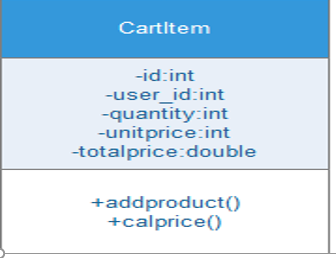 CartItem
-id:int
-user_id:int
-quantity:int
-unitprice:int
-totalprice:double
+addproduct()
+calprice()